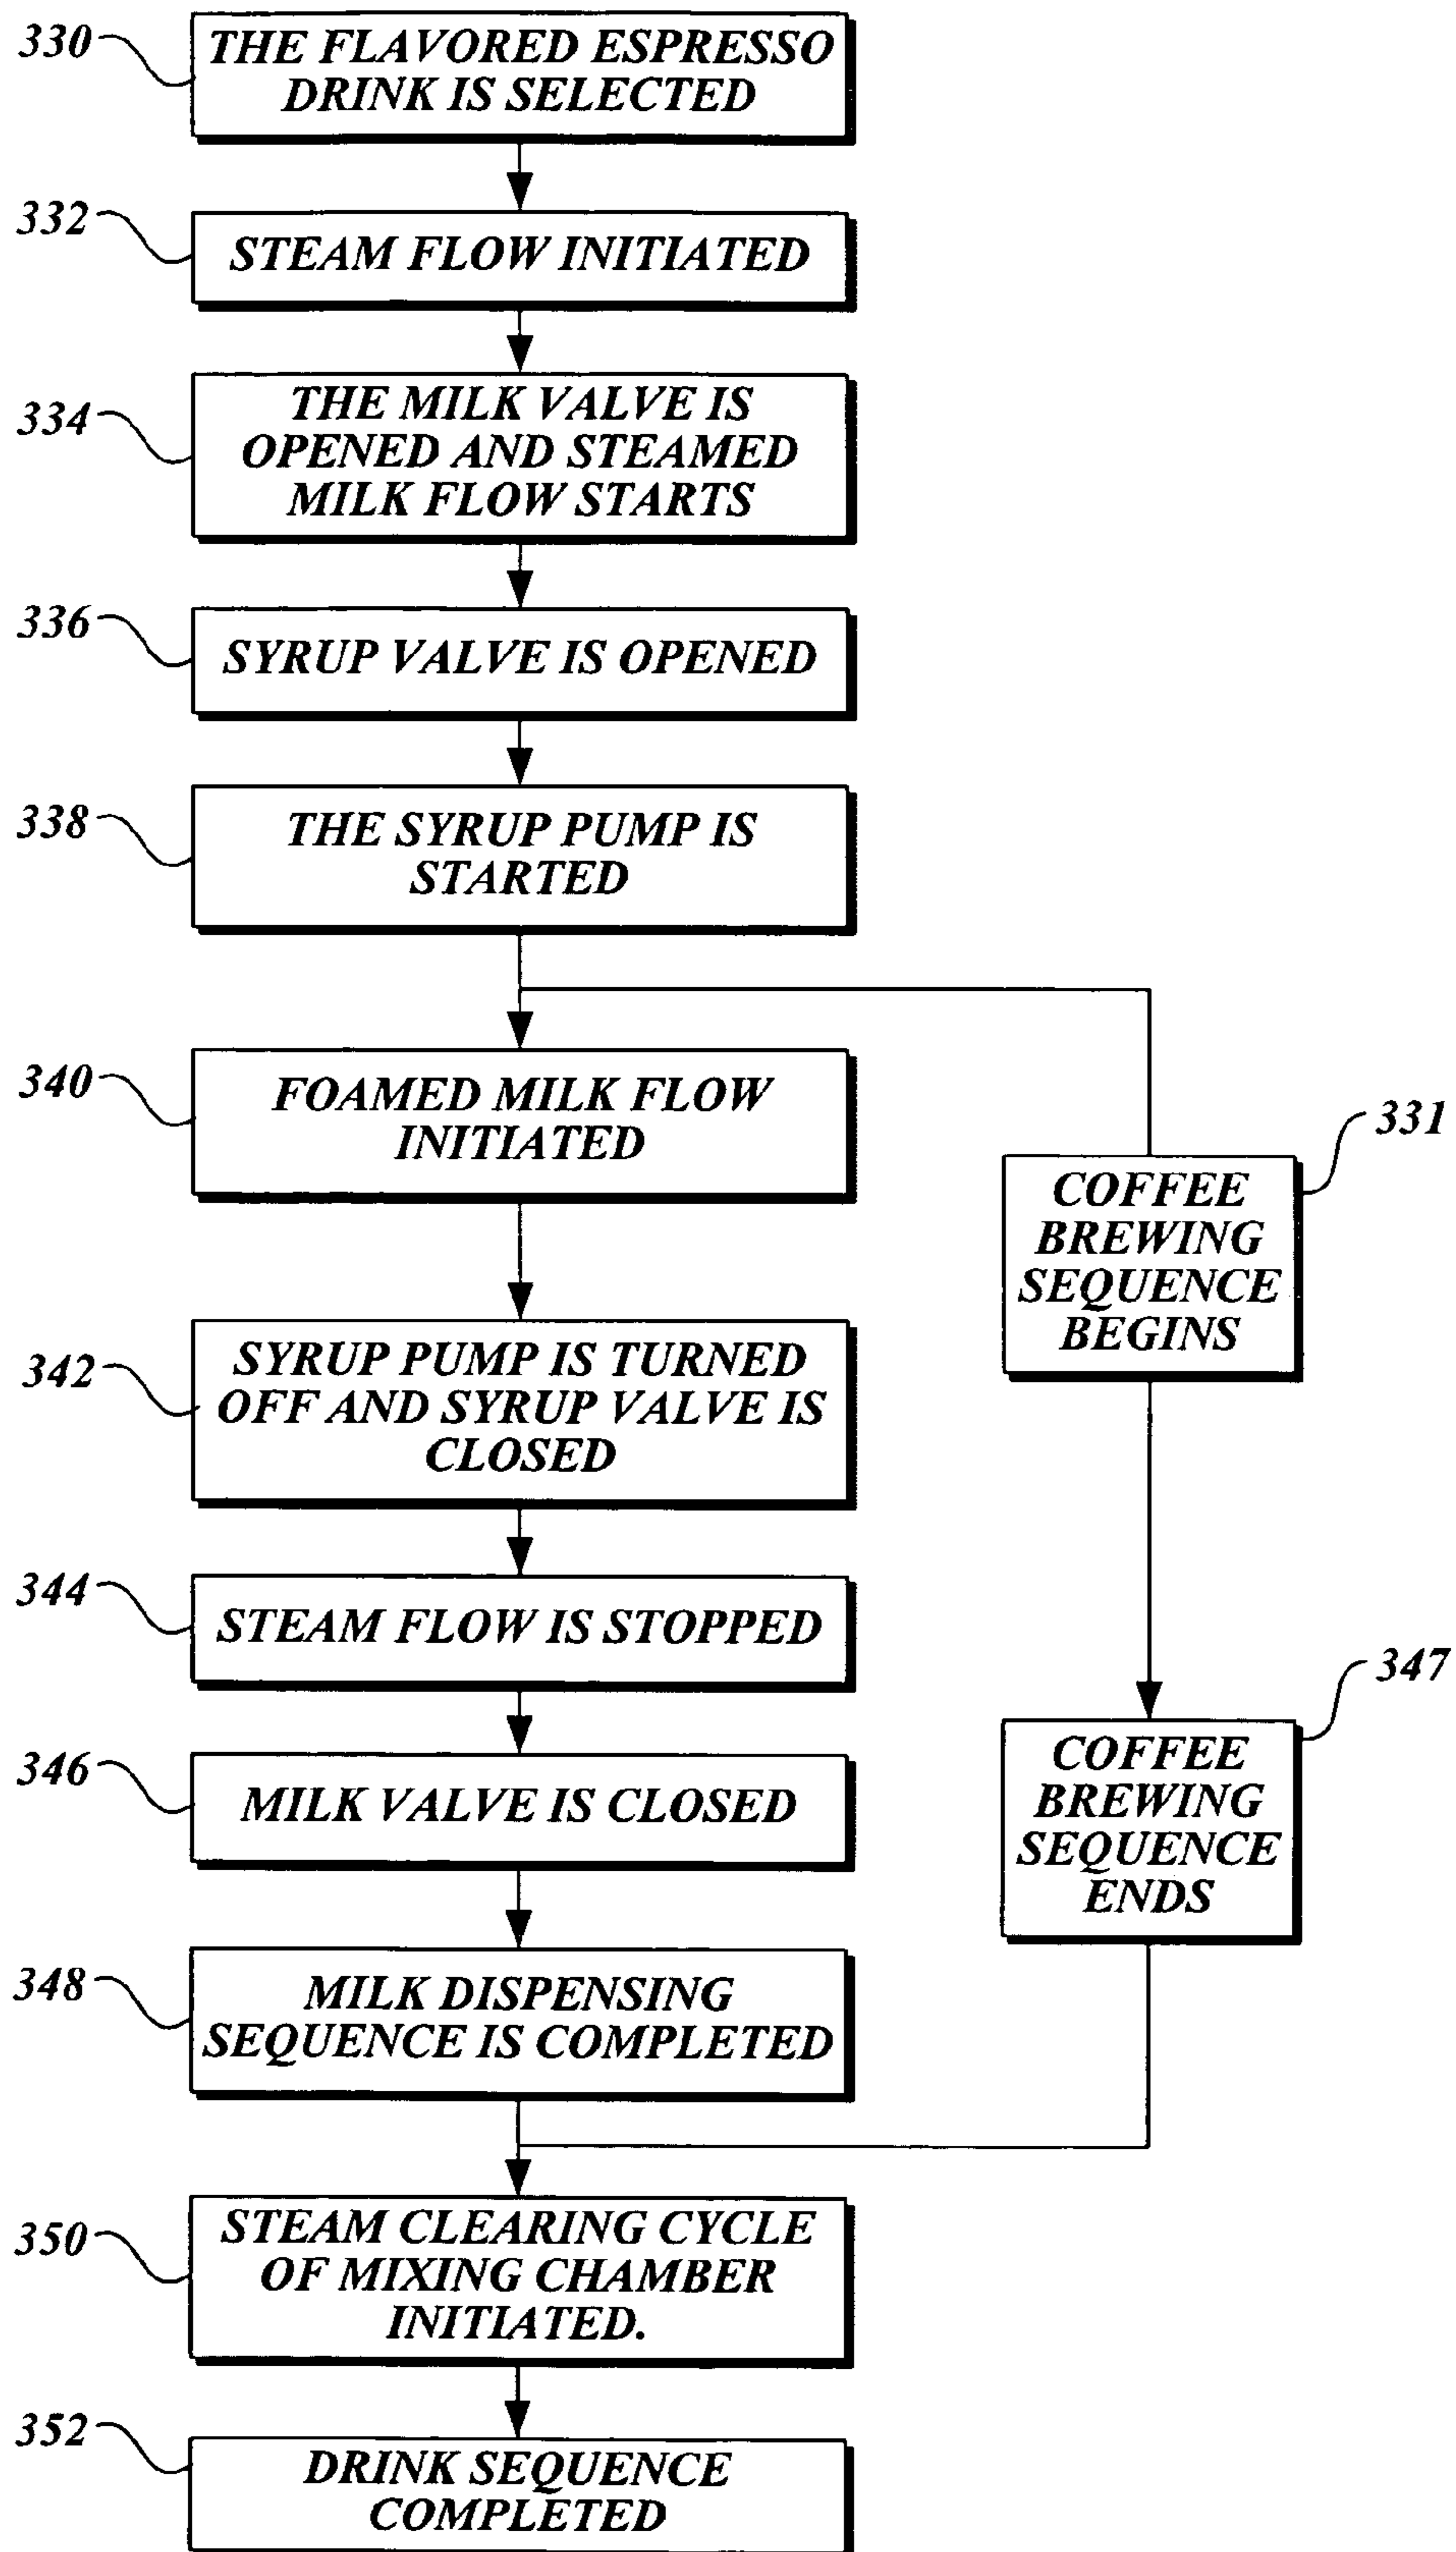 330
THE FLAVORED ESPRESSO
DRINK IS SELECTED
332
STEAM FLOW INITIATED
334
THE MILK VALVE IS
OPENED AND STEAMED
MILK FLOW STARTS
336
SYRUP VALVE IS OPENED
338
THE SYRUP PUMP IS
STARTED
340
FOAMED MILK FLOW
INITIATED
331
COFFEE
BREWING
SEQUENCE
BEGINS
342
SYRUP PUMP IS TURNED
OFF AND SYRUP VALVE IS
CLOSED
344
STEAM FLOW IS STOPPED
346
MILK VALVE IS CLOSED
347
COFFEE
BREWING
SEQUENCE
ENDS
348
MILK DISPENSING
SEQUENCE IS COMPLETED
350
STEAM CLEARING CYCLE
OF MIXING CHAMBER
INITIATED.
352
DRINK SEQUENCE
COMPLETED